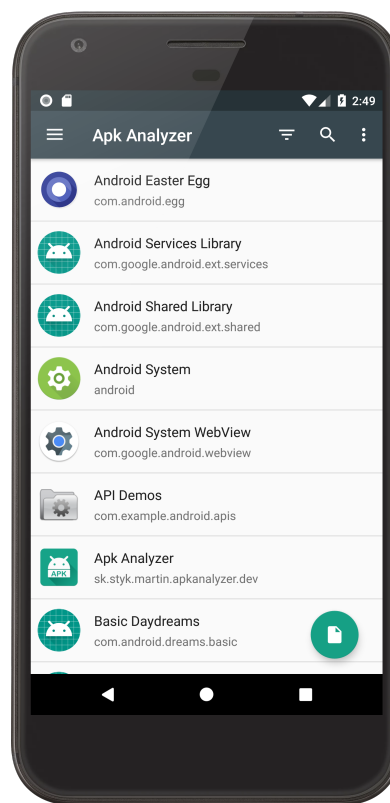 2:49
Apk Analyzer
Android Easter Egg
com.android.egg
Android Services Library
com.google.android.ext.services
Android Shared Library
com.google.android.ext.shared
Android System
android
Android System WebView
com.google.android.webview
API Demos
com.example.android.apis
APK
Apk Analyzer
sk.styk.martin.apkanalyzer.dev
Basic Daydreams
com.android.dreams.basic